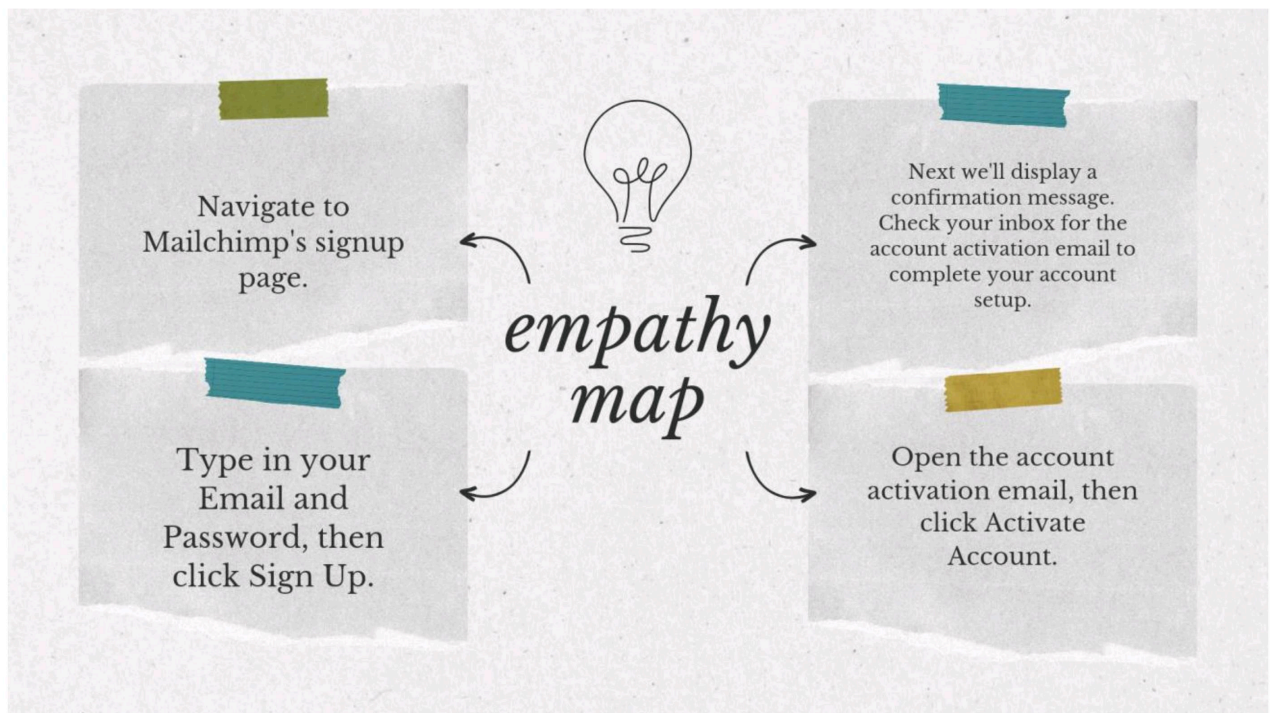 Navigate to
Mailchimp's signup
page.
Type in your
Email and
Password, then
click Sign Up.
empathy
map
Next we'll display a
confirmation message.
Check your inbox for the
account activation email to
complete your account
setup.
Open the account
activation email, then
click Activate
Account.